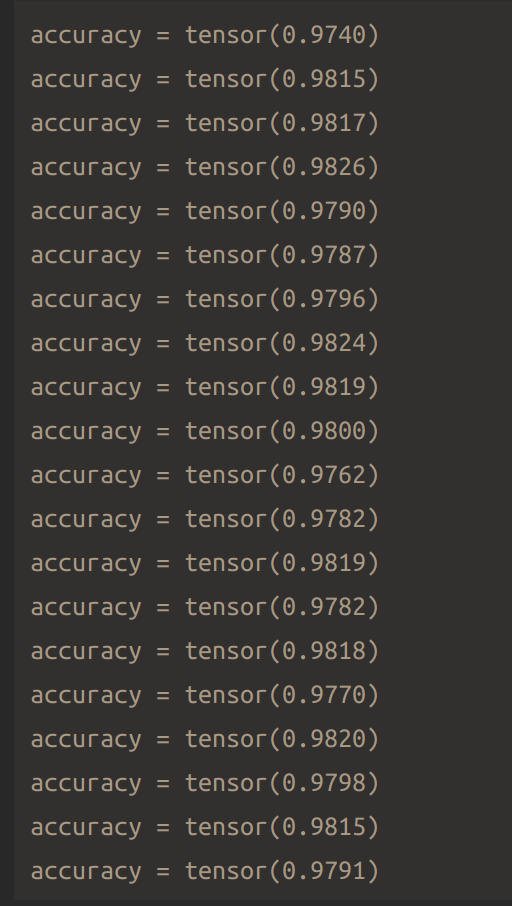 accuracy = tensor(0.9740)
accuracy = tensor(0.9815)
accuracy = tensor(0.9817)
accuracy = tensor(0.9826)
accuracy = tensor(0.9790)
accuracy = tensor(0.9787)
accuracy = tensor(0.9796)
accuracy = tensor(0.9824)
accuracy = tensor(0.9819)
accuracy = tensor(0.9800)
accuracy = tensor(0.9762)
accuracy = tensor(0.9782)
accuracy = tensor(0.9819)
accuracy = tensor(0.9782)
accuracy = tensor(0.9818)
accuracy = tensor(0.9770)
accuracy = tensor(0.9820)
accuracy = tensor(0.9798)
accuracy = tensor(0.9815)
accuracy = tensor(0.9791)